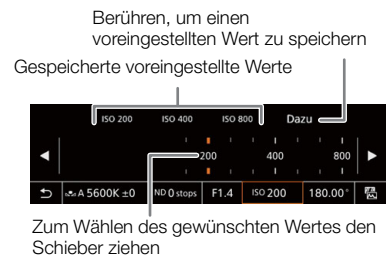 Berühren, um einen
voreingestellten Wert zu speichern
Gespeicherte voreingestellte Werte
ISO 200 ISO 400 ISO 800 Dazu
200 400 800
A 5600K ±0 ND 0 stops F1.4 ISO 200 180.00°
Zum Wählen des gewünschten Wertes den
Schieber ziehen